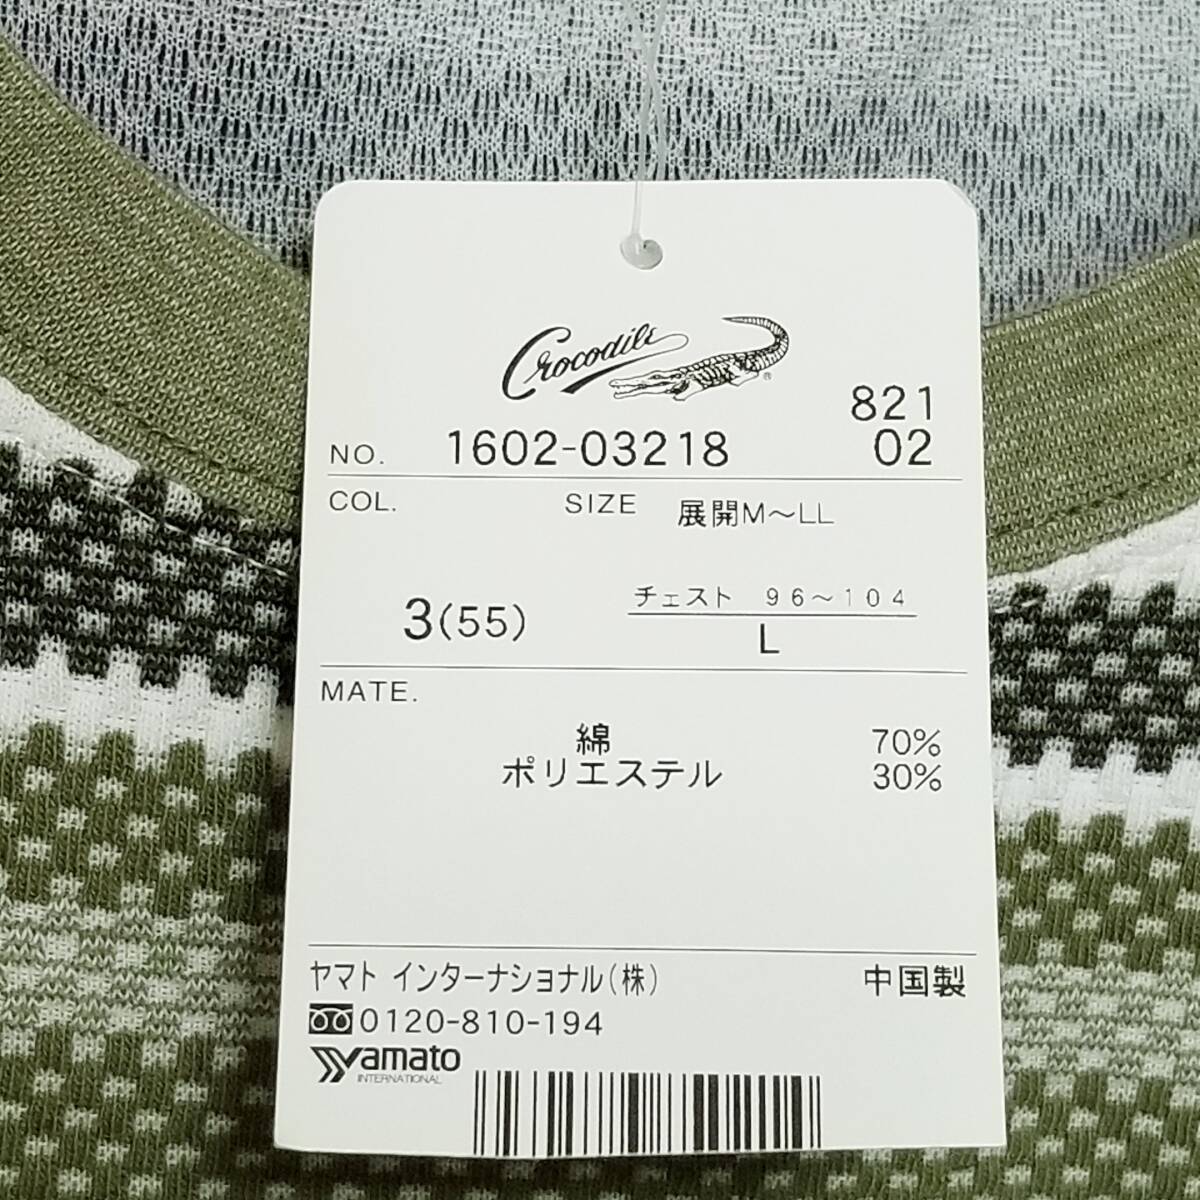 Crocodile ®
821
NO. 1602-03218 02
COL. SIZE 展開M〜LL
チェスト 96〜104
3(55) L
MATE.
綿 70%
ポリエステル 30%
ヤマト インターナショナル(株) 中国製
0120-810-194
Yamato
INTERNATIONAL